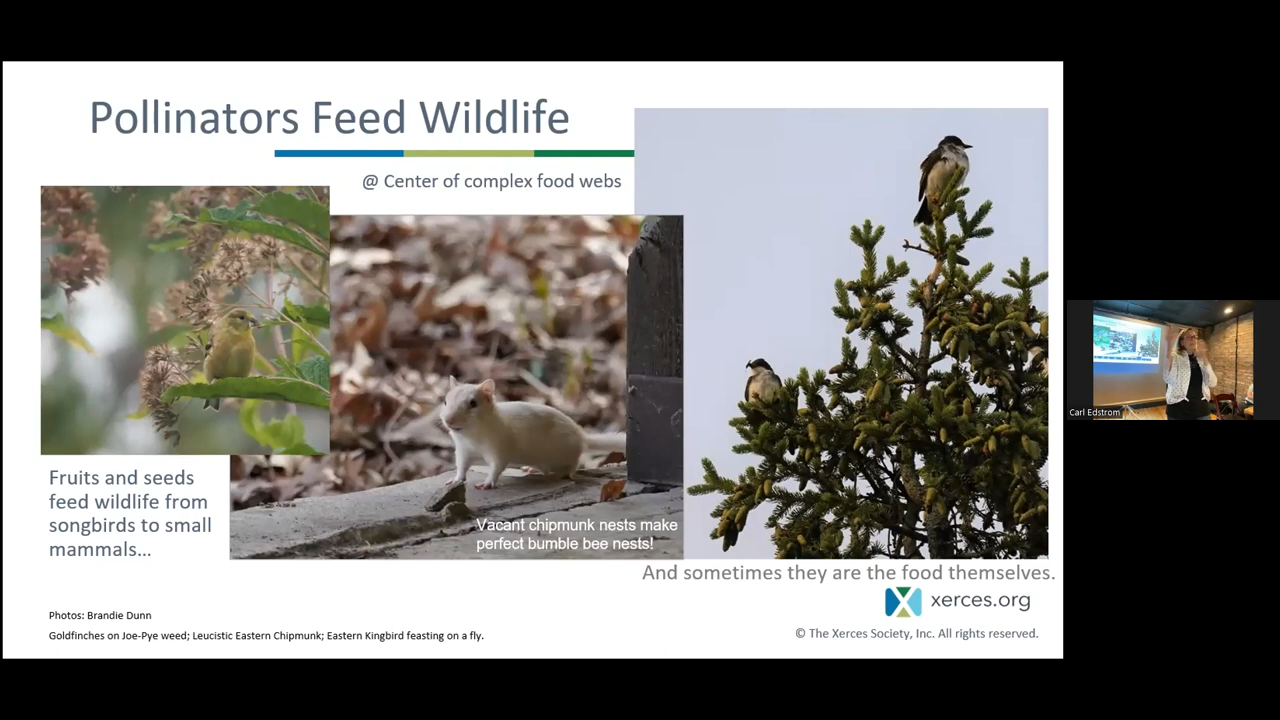 Pollinators Feed Wildlife
@ Center of complex food webs
Fruits and seeds
feed wildlife from
songbirds to small
mammals...
Vacant chipmunk nests make
perfect bumble bee nests!
And sometimes they are the food themselves.
xerces.org
Photos: Brandie Dunn
Goldfinches on Joe-Pye weed; Leucistic Eastern Chipmunk; Eastern Kingbird feasting on a fly.
© The Xerces Society, Inc. All rights reserved.
Carl Edstrom